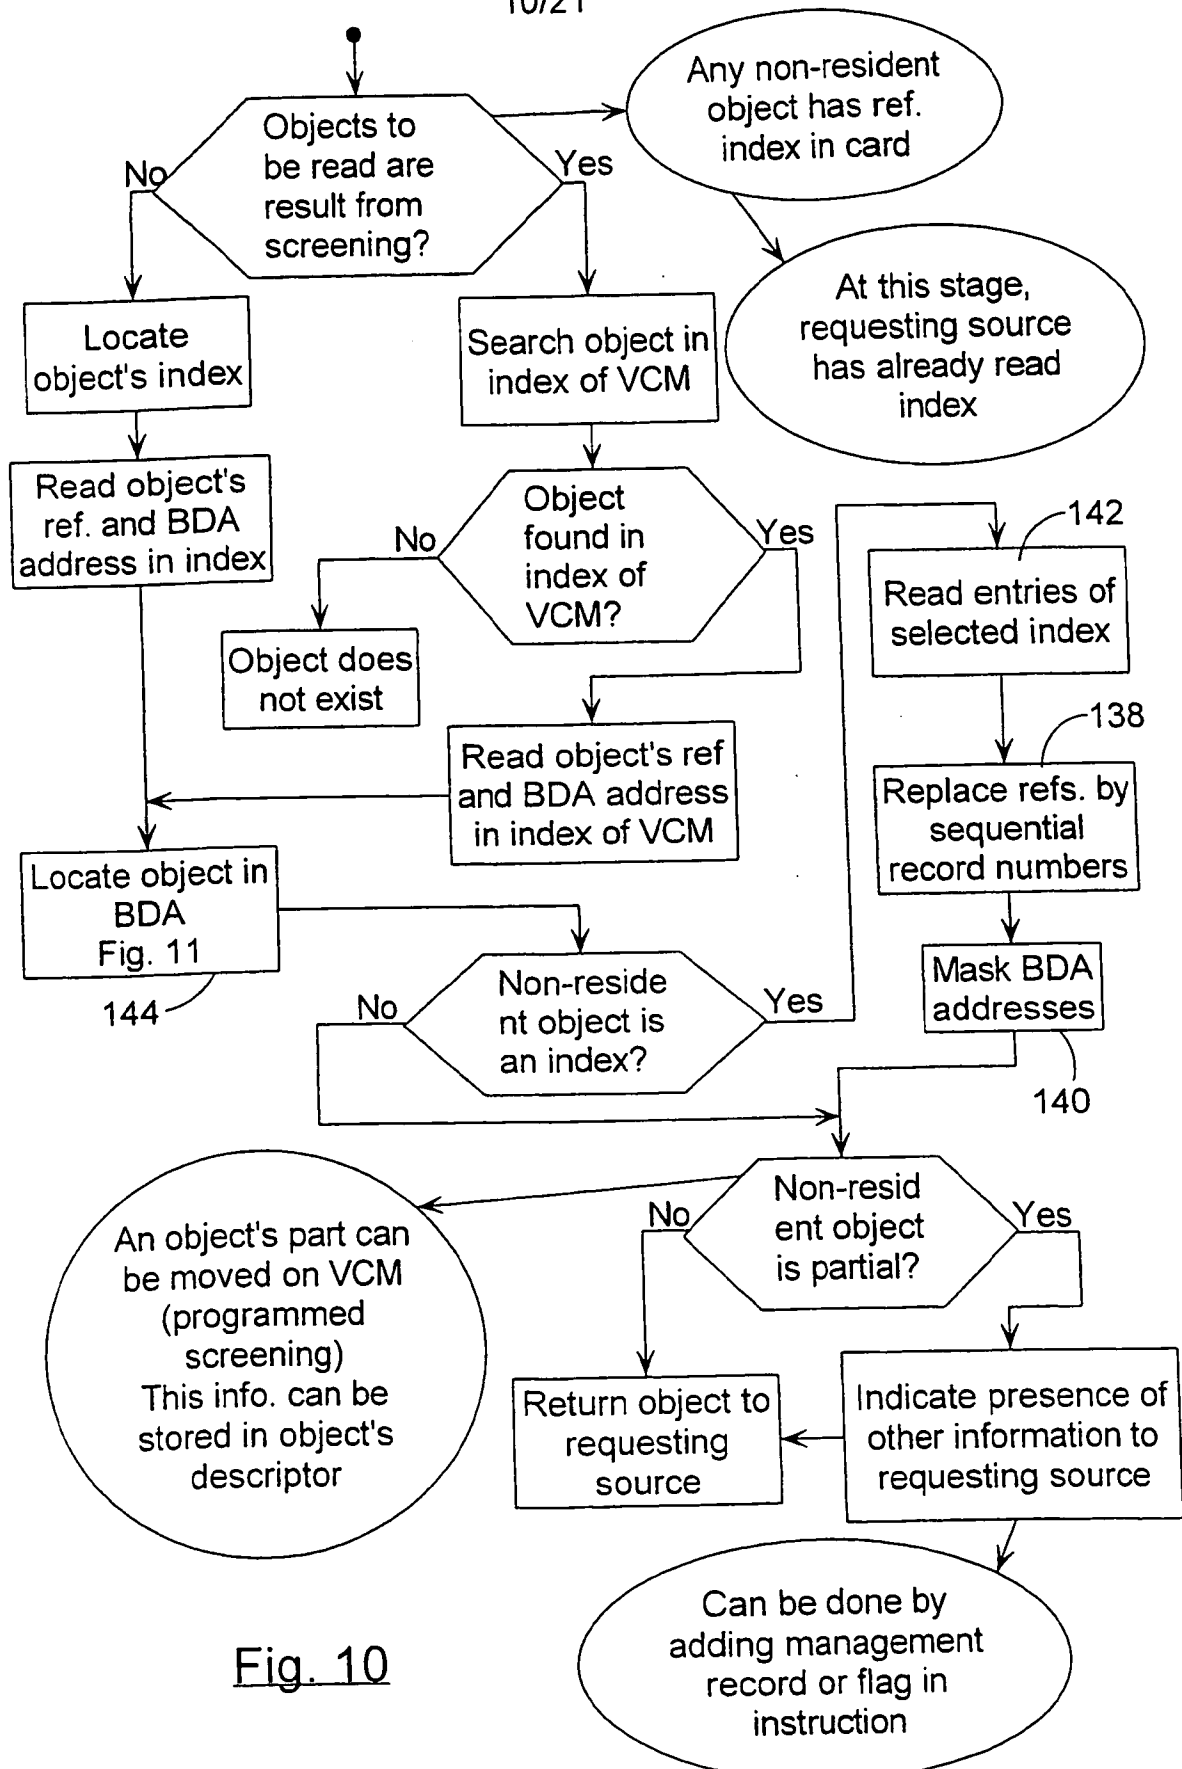 10/21
Any non-resident
object has ref.
index in card
Objects to
be read are
result from
screening?
No
Yes
At this stage,
requesting source
has already read
index
Locate
object's index
Search object in
index of VCM
Read object's
ref. and BDA
address in index
Object
found in
index of
VCM?
No
Yes
142
Read entries of
selected index
Object does
not exist
138
Read object's ref
and BDA address
in index of VCM
Replace refs. by
sequential
record numbers
Locate object in
BDA
Fig. 11
144
Non-reside
nt object is
an index?
No
Yes
Mask BDA
addresses
140
Non-resid
ent object
is partial?
No
Yes
An object's part can
be moved on VCM
(programmed
screening)
This info. can be
stored in object's
descriptor
Return object to
requesting
source
Indicate presence of
other information to
requesting source
Can be done by
adding management
record or flag in
instruction
Fig. 10